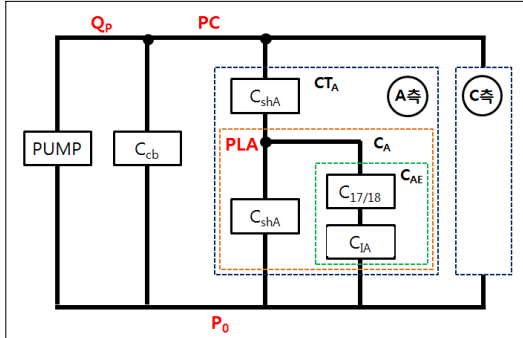 Q_P PC
CT_A
A측
C측
C_shA
PLA
C_A
C_AE
PUMP
C_cb
C_17/18
C_shA
C_IA
P_0